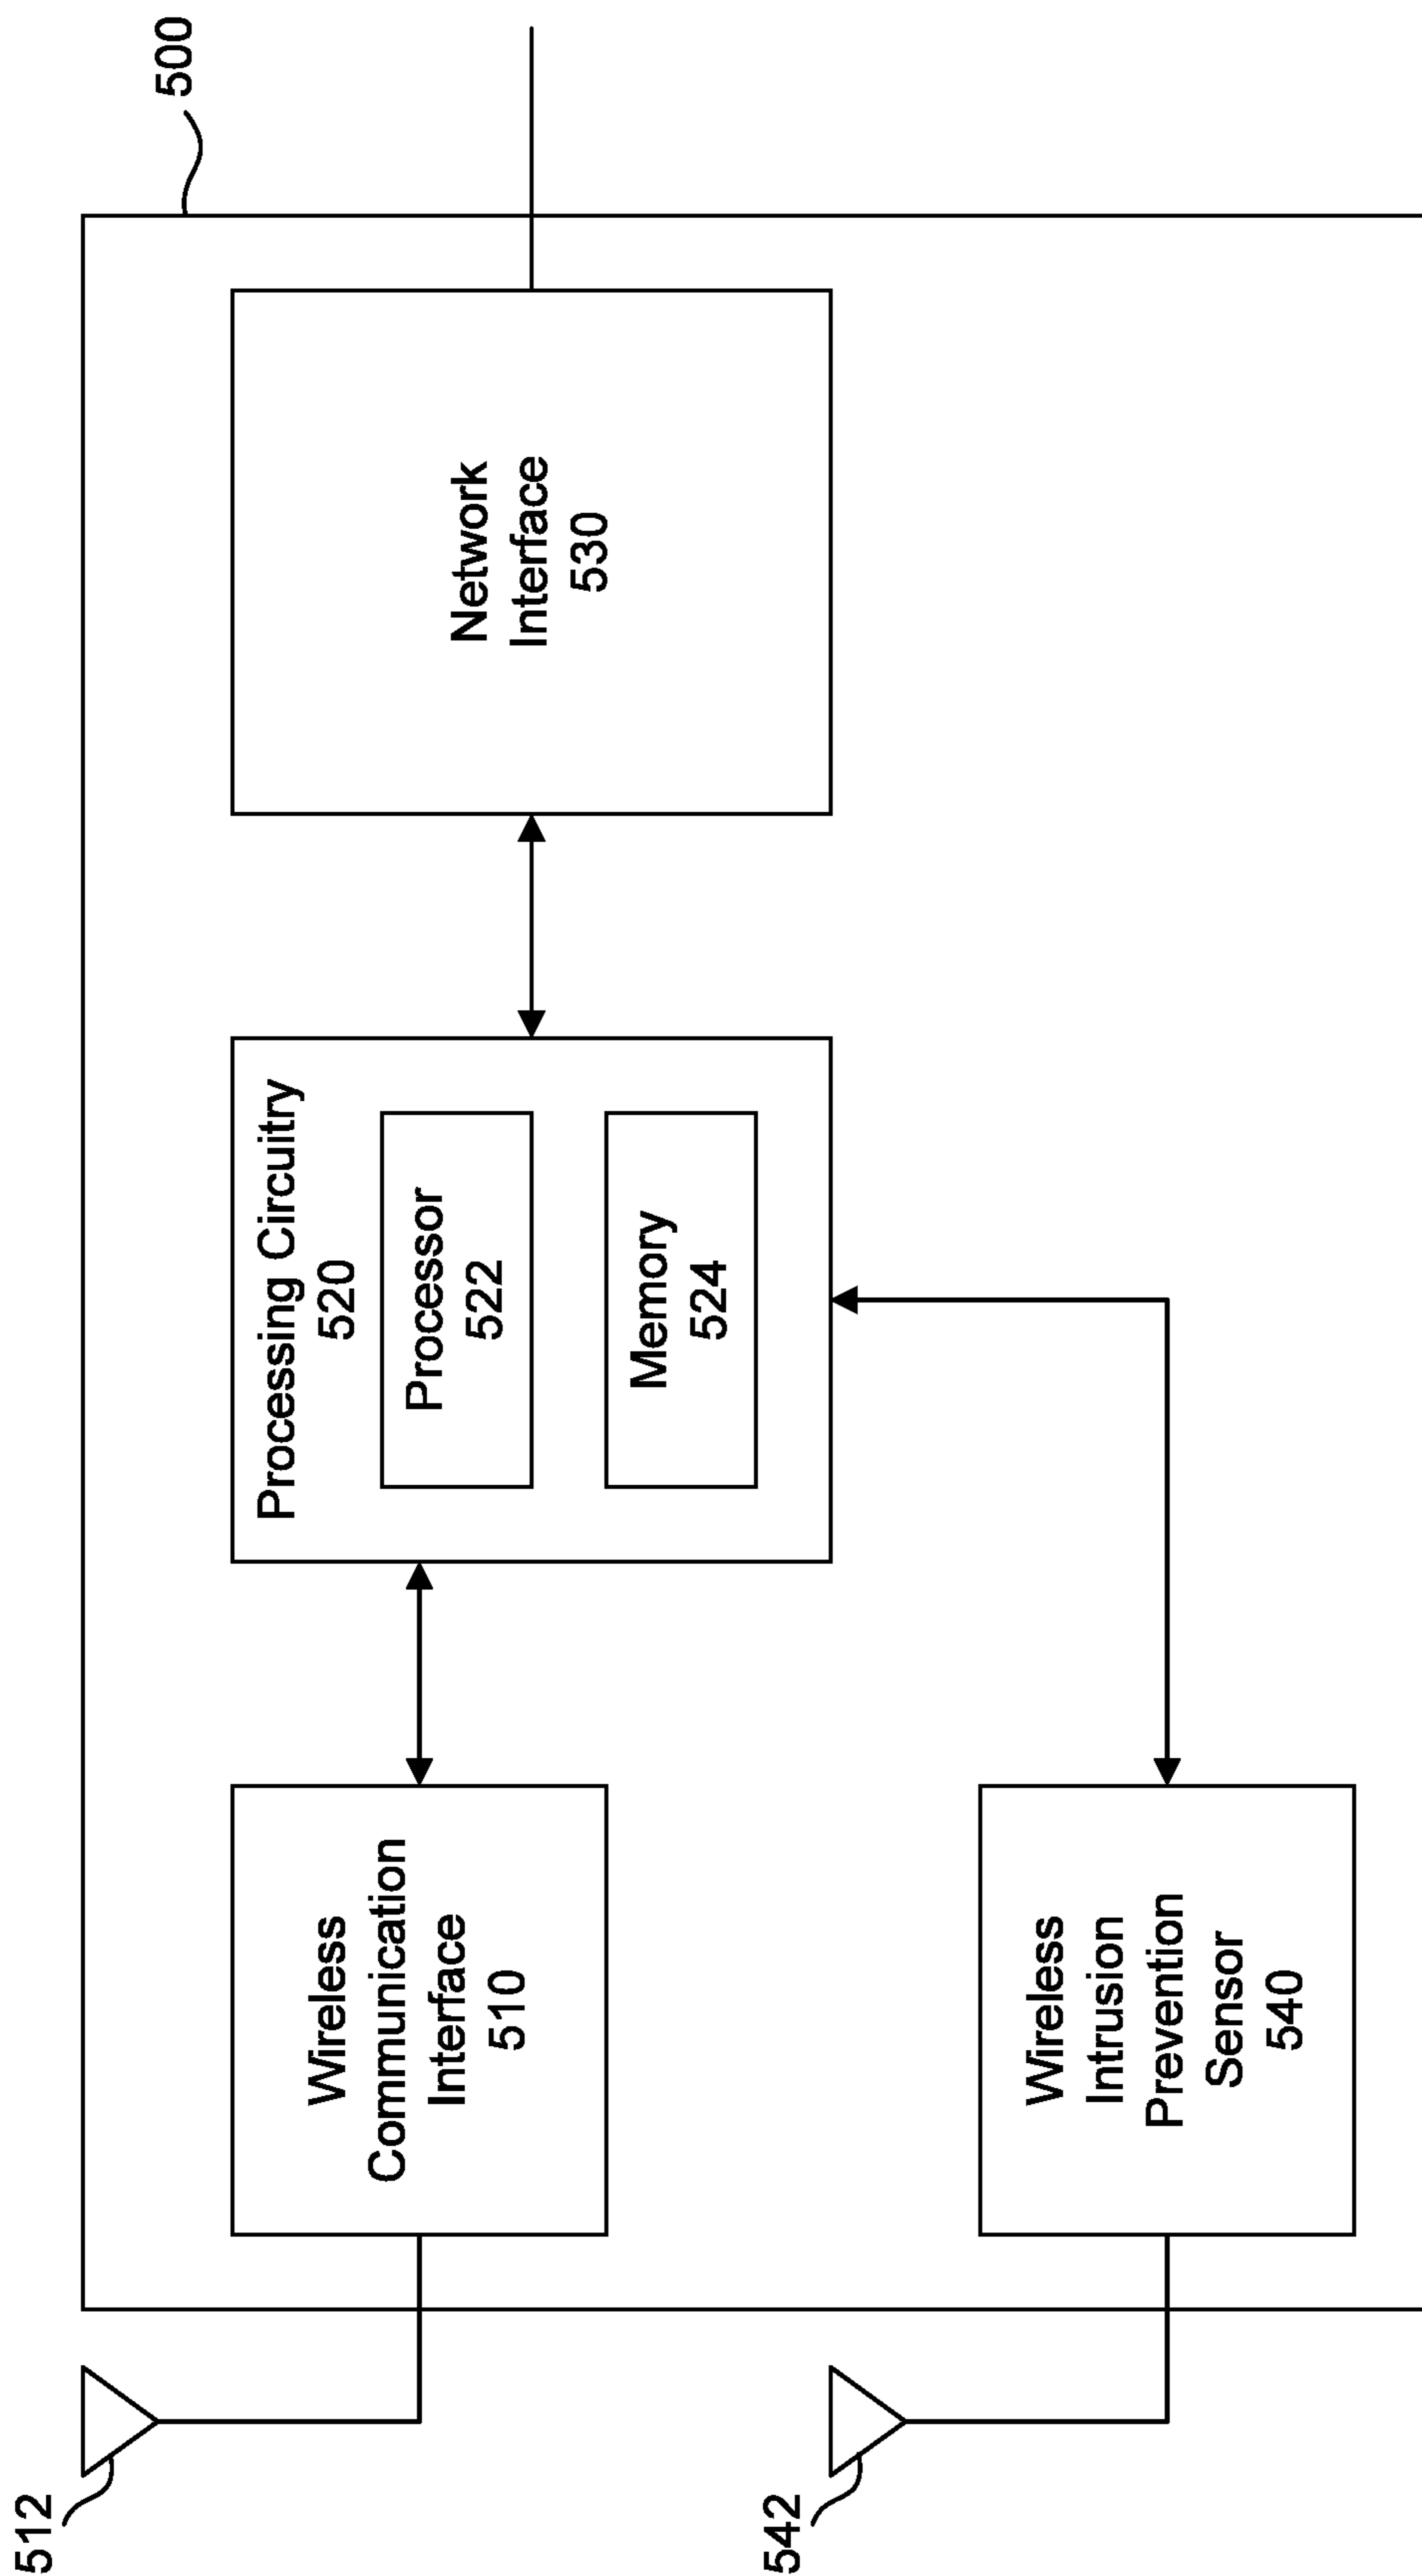 500
512
Wireless
Communication
Interface
510
Processing Circuitry
520
Processor
522
Memory
524
Network
Interface
530
542
Wireless
Intrusion
Prevention
Sensor
540